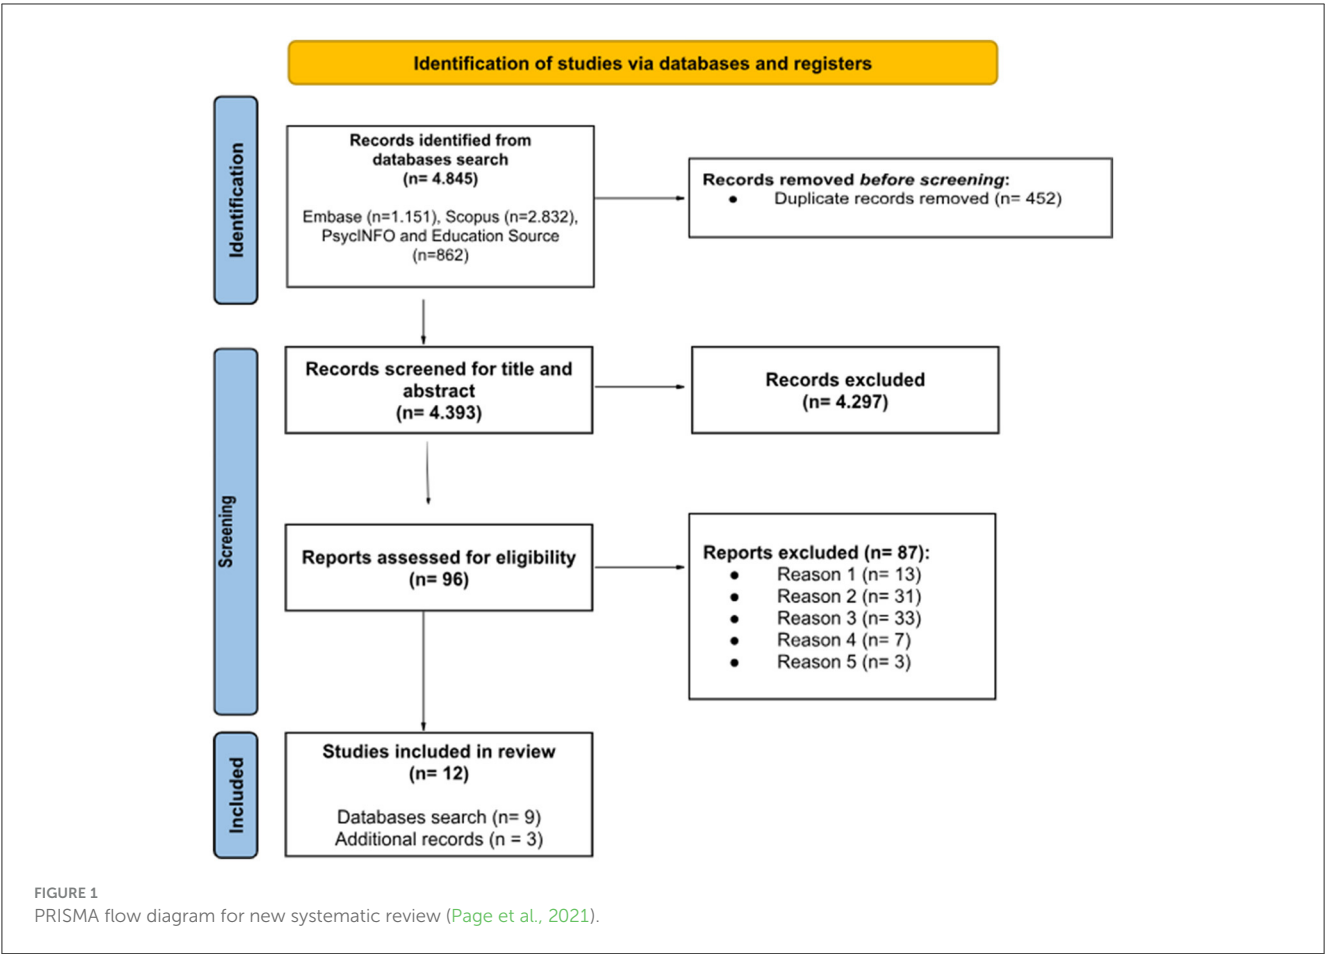 Identification of studies via databases and registers
Identification
Records identified from
databases search
(n= 4.845)
Embase (n=1.151), Scopus (n=2.832),
PsycINFO and Education Source
(n=862)
Records removed before screening:
● Duplicate records removed (n= 452)
Screening
Records screened for title and
abstract
(n= 4.393)
Records excluded
(n= 4.297)
Reports assessed for eligibility
(n= 96)
Reports excluded (n= 87):
● Reason 1 (n= 13)
● Reason 2 (n= 31)
● Reason 3 (n= 33)
● Reason 4 (n= 7)
● Reason 5 (n= 3)
Included
Studies included in review
(n= 12)
Databases search (n= 9)
Additional records (n = 3)
FIGURE 1
PRISMA flow diagram for new systematic review (Page et al., 2021).